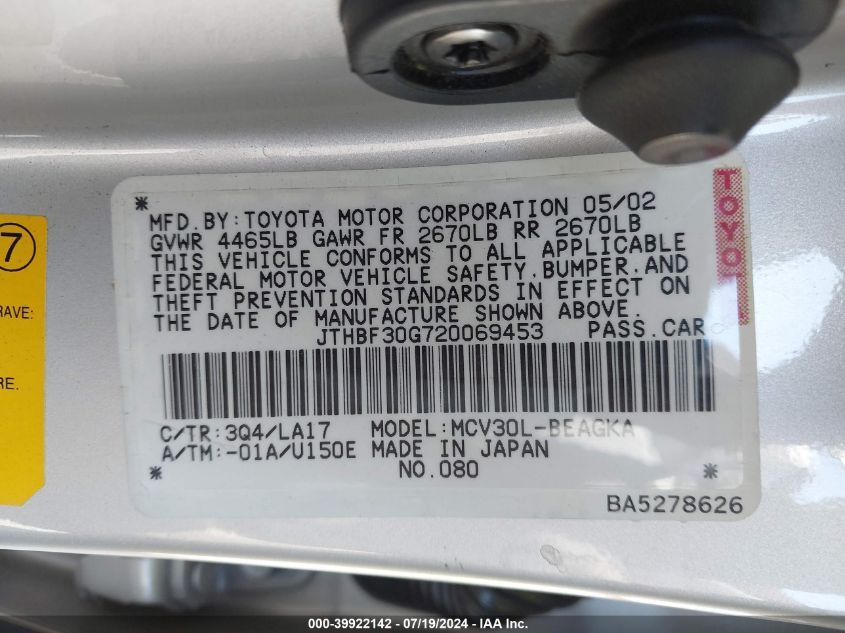 *
MFD. BY: TOYOTA MOTOR CORPORATION 05/02
GVWR 4465LB GAWR FR 2670LB RR 2670LB
THIS VEHICLE CONFORMS TO ALL APPLICABLE
FEDERAL MOTOR VEHICLE SAFETY, BUMPER, AND
THEFT PREVENTION STANDARDS IN EFFECT ON
THE DATE OF MANUFACTURE SHOWN ABOVE.
JTHBF30G720069453 PASS. CAR
C/TR: 3Q4/LA17 MODEL: MCV30L-BEAGKA
A/TM: -01A/U150E MADE IN JAPAN
* NO. 080 *
BA5278626
TOYO
7
RAVE:
RE.
000-39922142 - 07/19/2024 - IAA Inc.